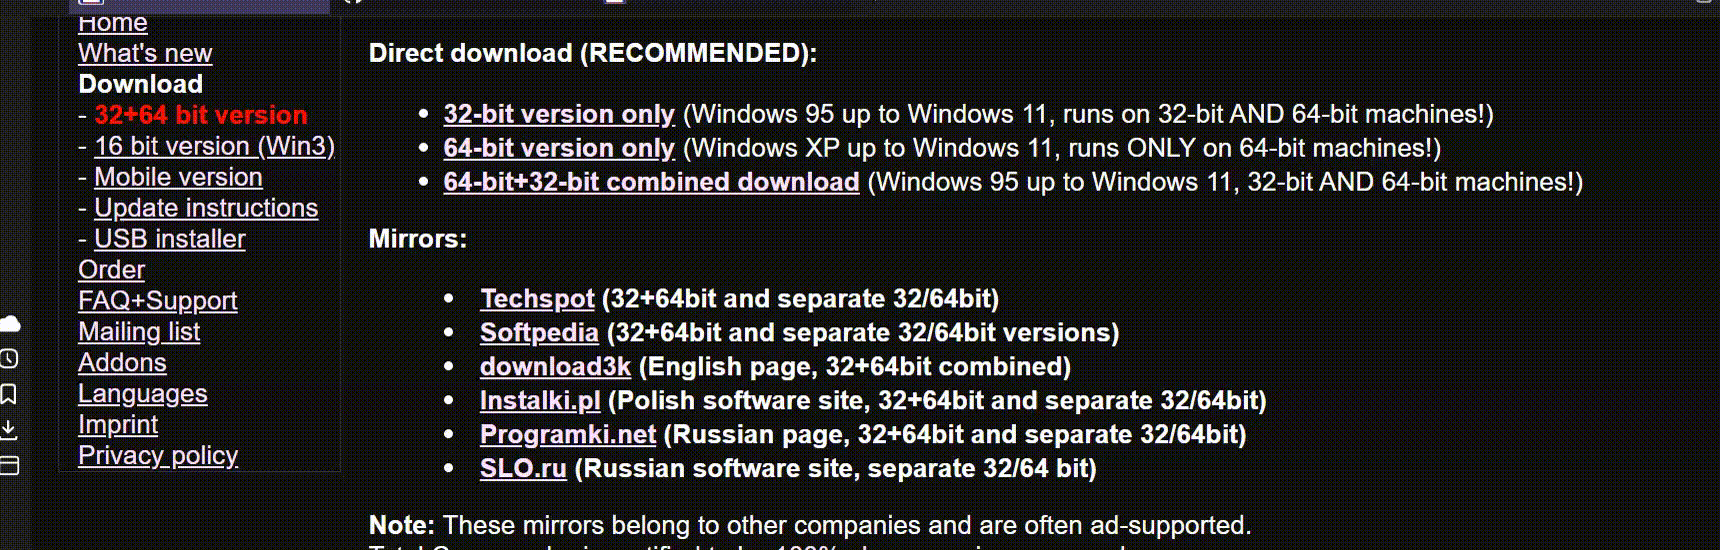 Home
What's new
Download
- 32+64 bit version
- 16 bit version (Win3)
- Mobile version
- Update instructions
- USB installer
Order
FAQ+Support
Mailing list
Addons
Languages
Imprint
Privacy policy
Direct download (RECOMMENDED):
• 32-bit version only (Windows 95 up to Windows 11, runs on 32-bit AND 64-bit machines!)
• 64-bit version only (Windows XP up to Windows 11, runs ONLY on 64-bit machines!)
• 64-bit+32-bit combined download (Windows 95 up to Windows 11, 32-bit AND 64-bit machines!)
Mirrors:
• Techspot (32+64bit and separate 32/64bit)
• Softpedia (32+64bit and separate 32/64bit versions)
• download3k (English page, 32+64bit combined)
• Instalki.pl (Polish software site, 32+64bit and separate 32/64bit)
• Programki.net (Russian page, 32+64bit and separate 32/64bit)
• SLO.ru (Russian software site, separate 32/64 bit)
Note: These mirrors belong to other companies and are often ad-supported.